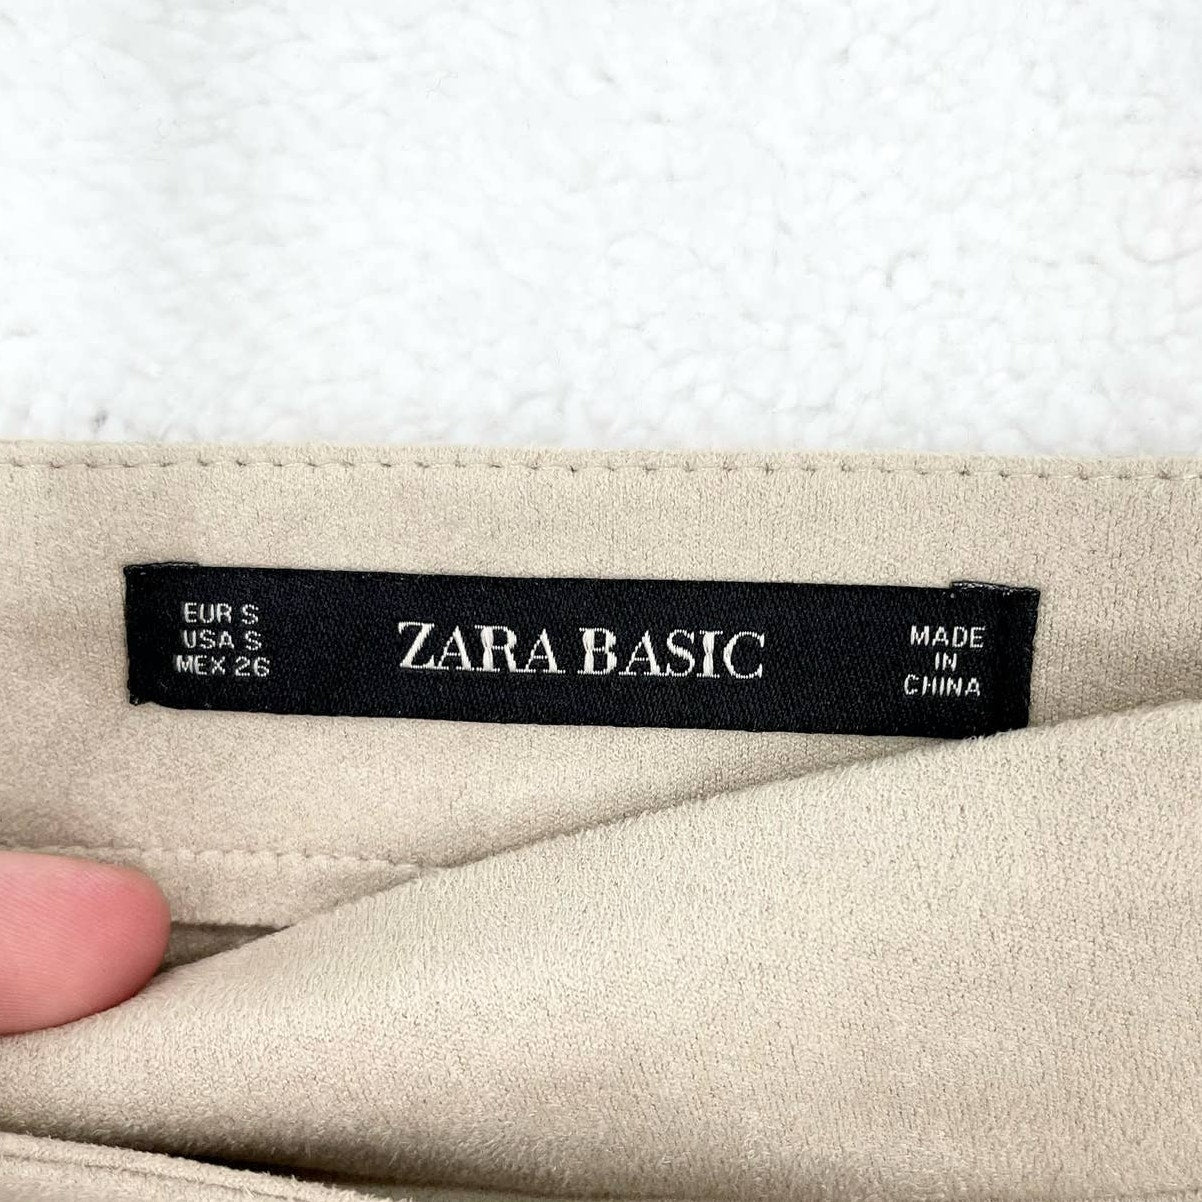 EUR S
USA S
MEX 26
ZARA BASIC
MADE
IN
CHINA